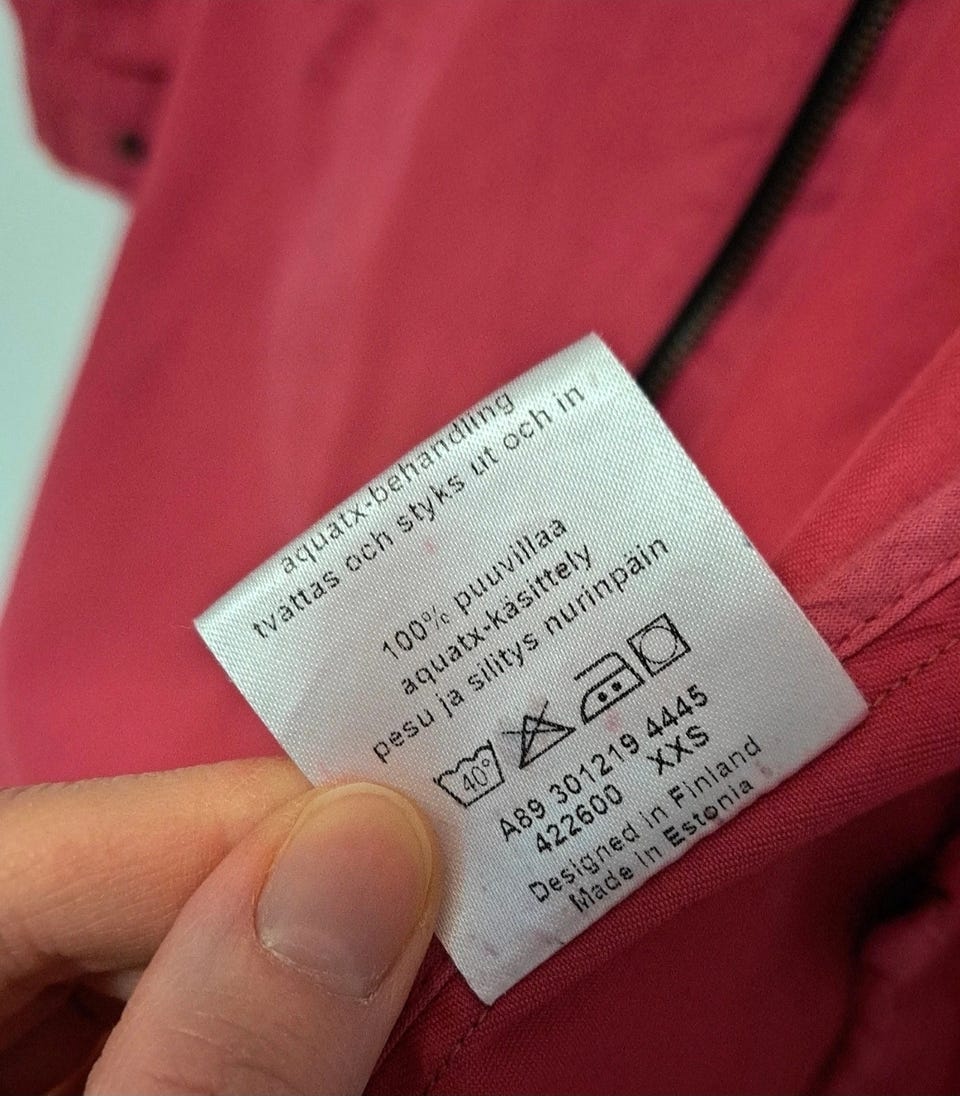 aquatx-behandling
tvättas och styks ut och in
100% puuvillaa
aquatx-käsittely
pesu ja silitys nurinpäin
40°
A89 301219 4445
422600 XXS
Designed in Finland
Made in Estonia